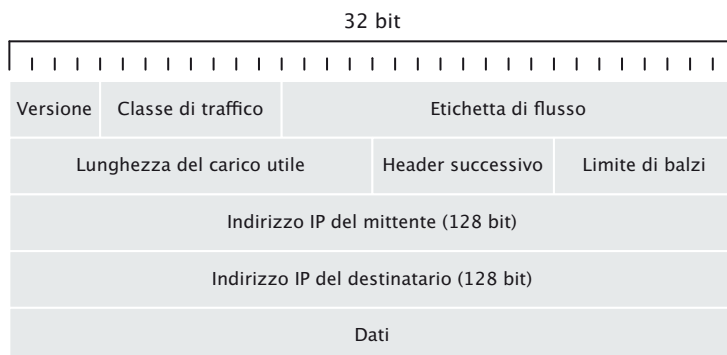 32 bit
Versione Classe di traffico Etichetta di flusso
Lunghezza del carico utile Header successivo Limite di balzi
Indirizzo IP del mittente (128 bit)
Indirizzo IP del destinatario (128 bit)
Dati